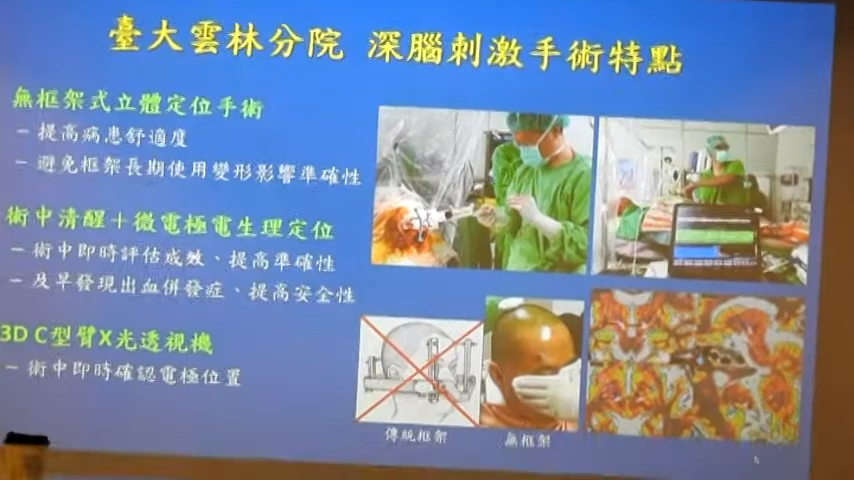 臺大雲林分院 深腦刺激手術特點
無框架式立體定位手術
– 提高病患舒適度
– 避免框架長期使用變形影響準確性
術中清醒＋微電極電生理定位
– 術中即時評估成效、提高準確性
– 及早發現出血併發症、提高安全性
3D C型臂X光透視機
– 術中即時確認電極位置
傳統框架
無框架